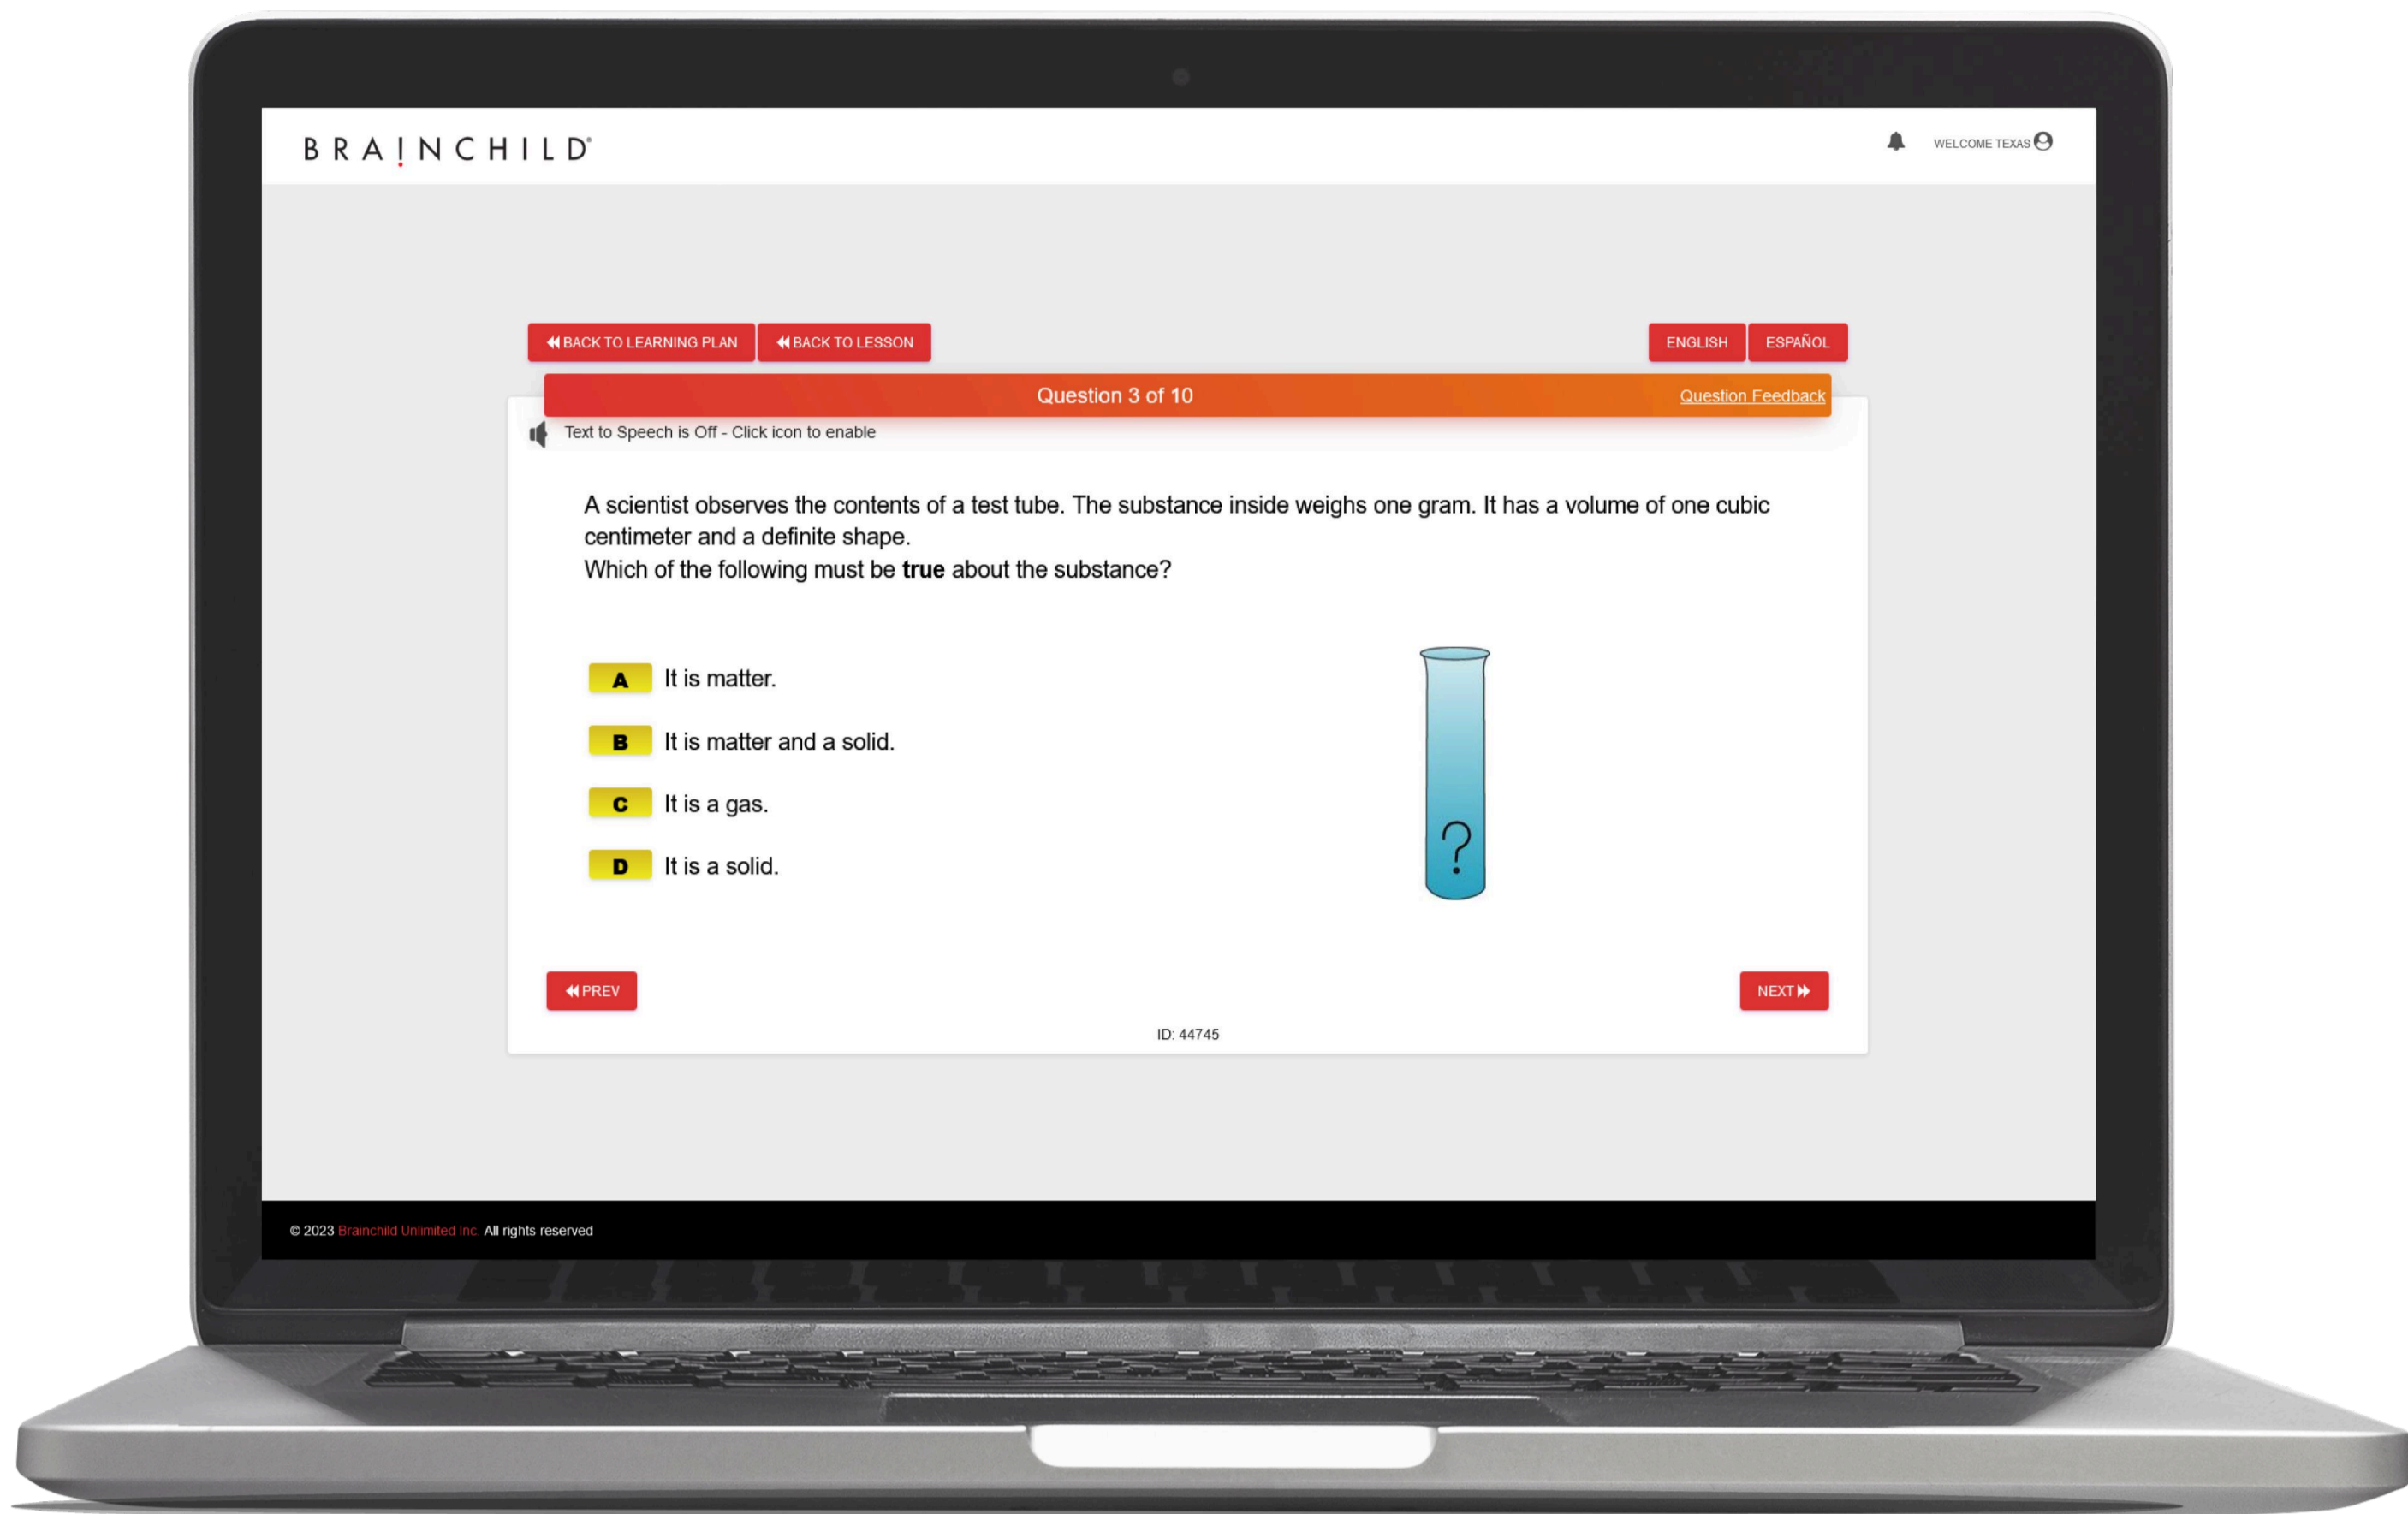 BRA!NCHILD®
WELCOME TEXAS
BACK TO LEARNING PLAN BACK TO LESSON ENGLISH ESPAÑOL
Question 3 of 10 Question Feedback
Text to Speech is Off - Click icon to enable
A scientist observes the contents of a test tube. The substance inside weighs one gram. It has a volume of one cubic
centimeter and a definite shape.
Which of the following must be true about the substance?
A It is matter.
B It is matter and a solid.
C It is a gas.
D It is a solid.
?
PREV NEXT
ID: 44745
© 2023 Brainchild Unlimited Inc. All rights reserved